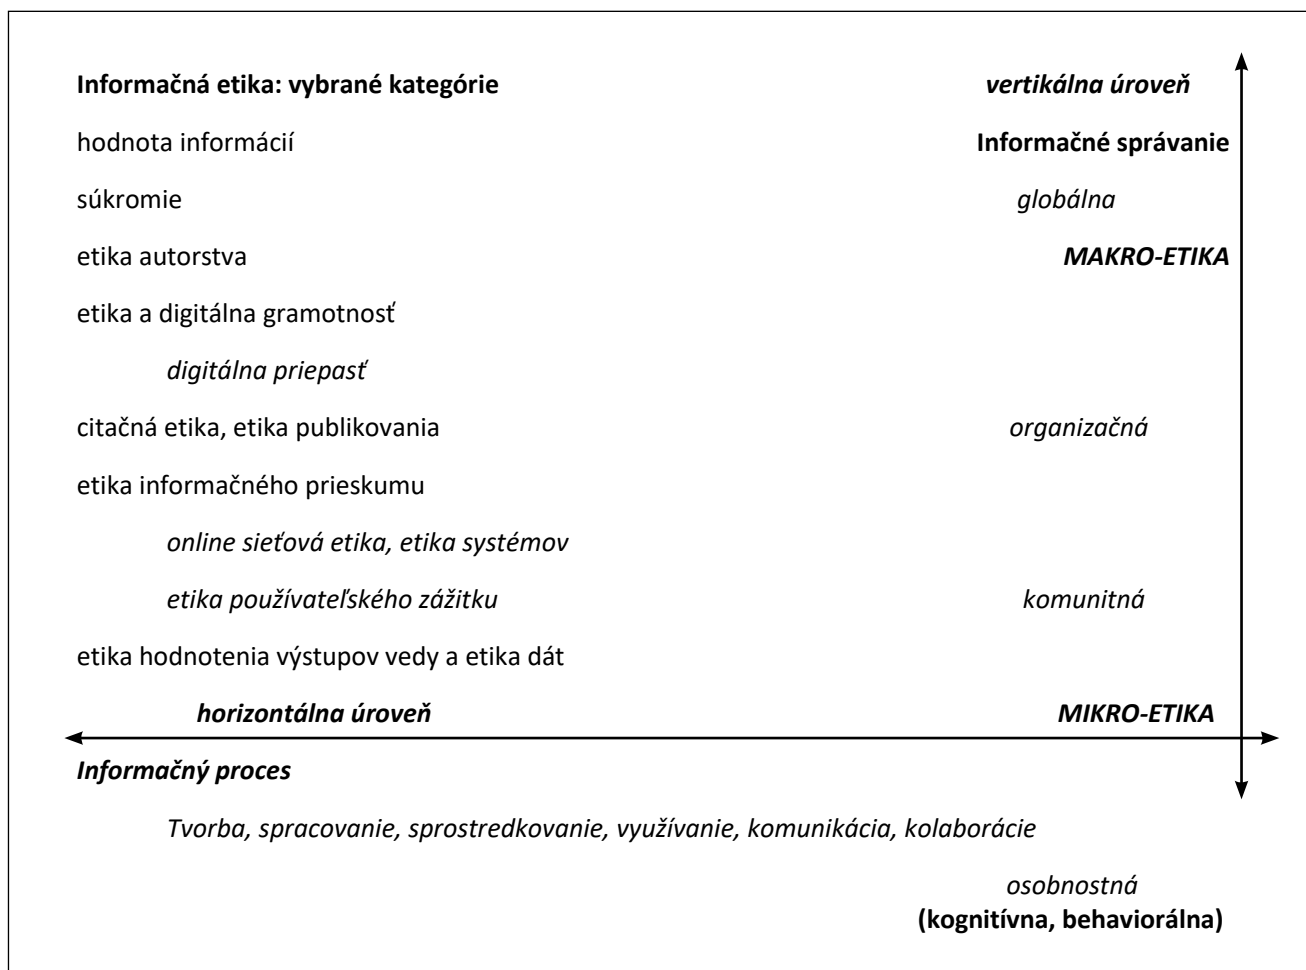 Informačná etika: vybrané kategórie vertikálna úroveň
hodnota informácií Informačné správanie
súkromie globálna
etika autorstva MAKRO-ETIKA
etika a digitálna gramotnosť
digitálna priepasť
citačná etika, etika publikovania organizačná
etika informačného prieskumu
online sieťová etika, etika systémov
etika používateľského zážitku komunitná
etika hodnotenia výstupov vedy a etika dát
horizontálna úroveň MIKRO-ETIKA
Informačný proces
Tvorba, spracovanie, sprostredkovanie, využívanie, komunikácia, kolaborácie
osobnostná
(kognitívna, behaviorálna)